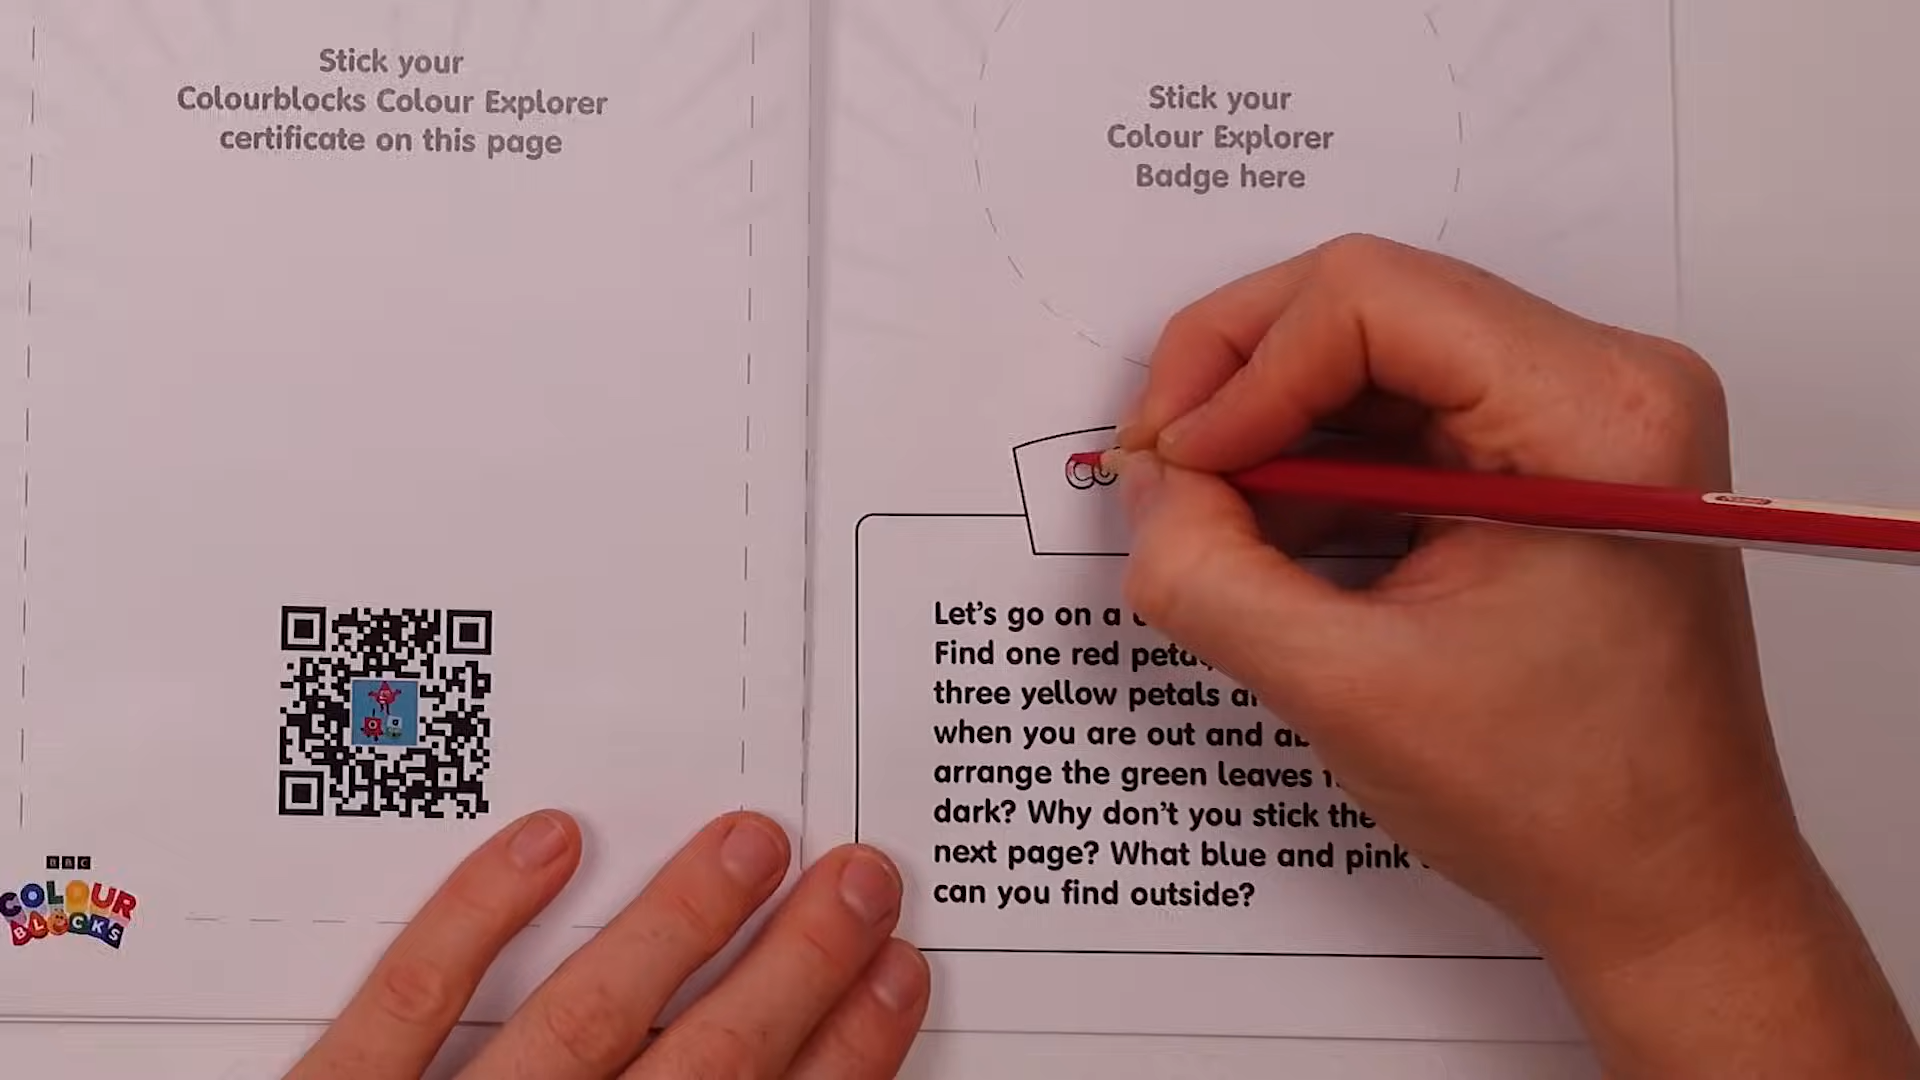 Stick your
Colourblocks Colour Explorer
certificate on this page
BBC
COLOUR
BLOCKS
Stick your
Colour Explorer
Badge here
Let's go on a
Find one red
three yellow petals
when you are out and
arrange the green leaves
dark? Why don't you stick
next page? What blue and pink
can you find outside?